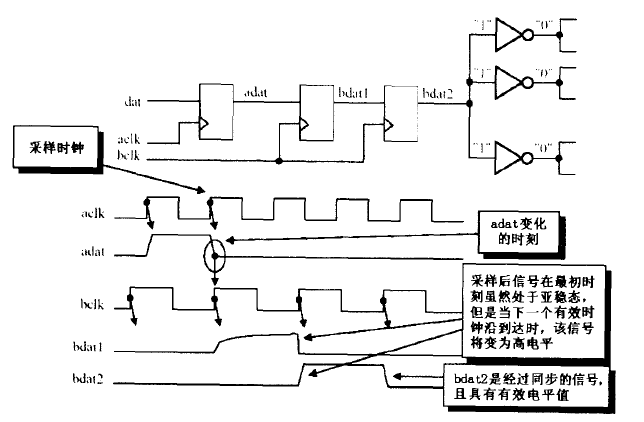 "1"
"0"
"1"
"0"
"1"
"0"
dat
adat
bdat1
bdat2
aclk
bclk
采样时钟
aclk
adat
adat变化
的时刻
bclk
采样后信号在最初时
刻虽然处于亚稳态，
但是当下一个有效时
钟沿到达时，该信号
将变为高电平
bdat1
bdat2
bdat2是经过同步的信号，
且具有有效电平值